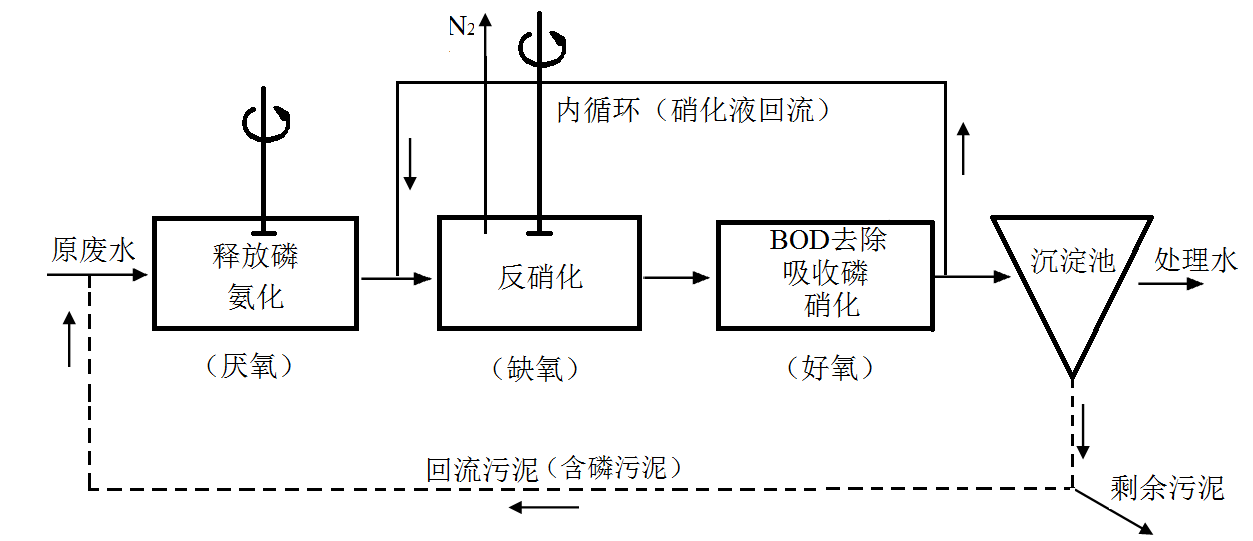 N2
内循环（硝化液回流）
原废水
释放磷
氨化
反硝化
BOD去除
吸收磷
硝化
沉淀池
处理水
（厌氧）
（缺氧）
（好氧）
回流污泥（含磷污泥）
剩余污泥